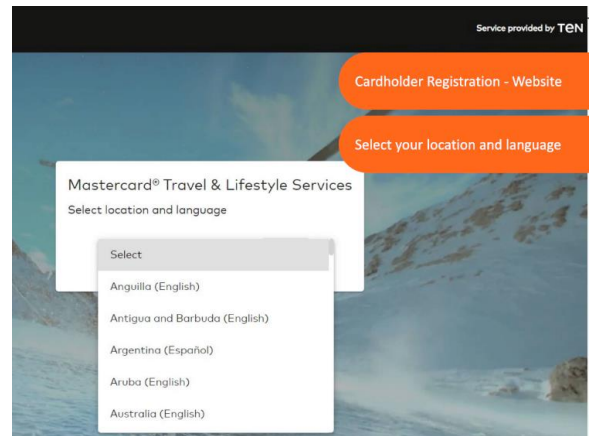 Service provided by TEN
Cardholder Registration - Website
Select your location and language
Mastercard® Travel & Lifestyle Services
Select location and language
Select
Anguilla (English)
Antigua and Barbuda (English)
Argentina (Español)
Aruba (English)
Australia (English)